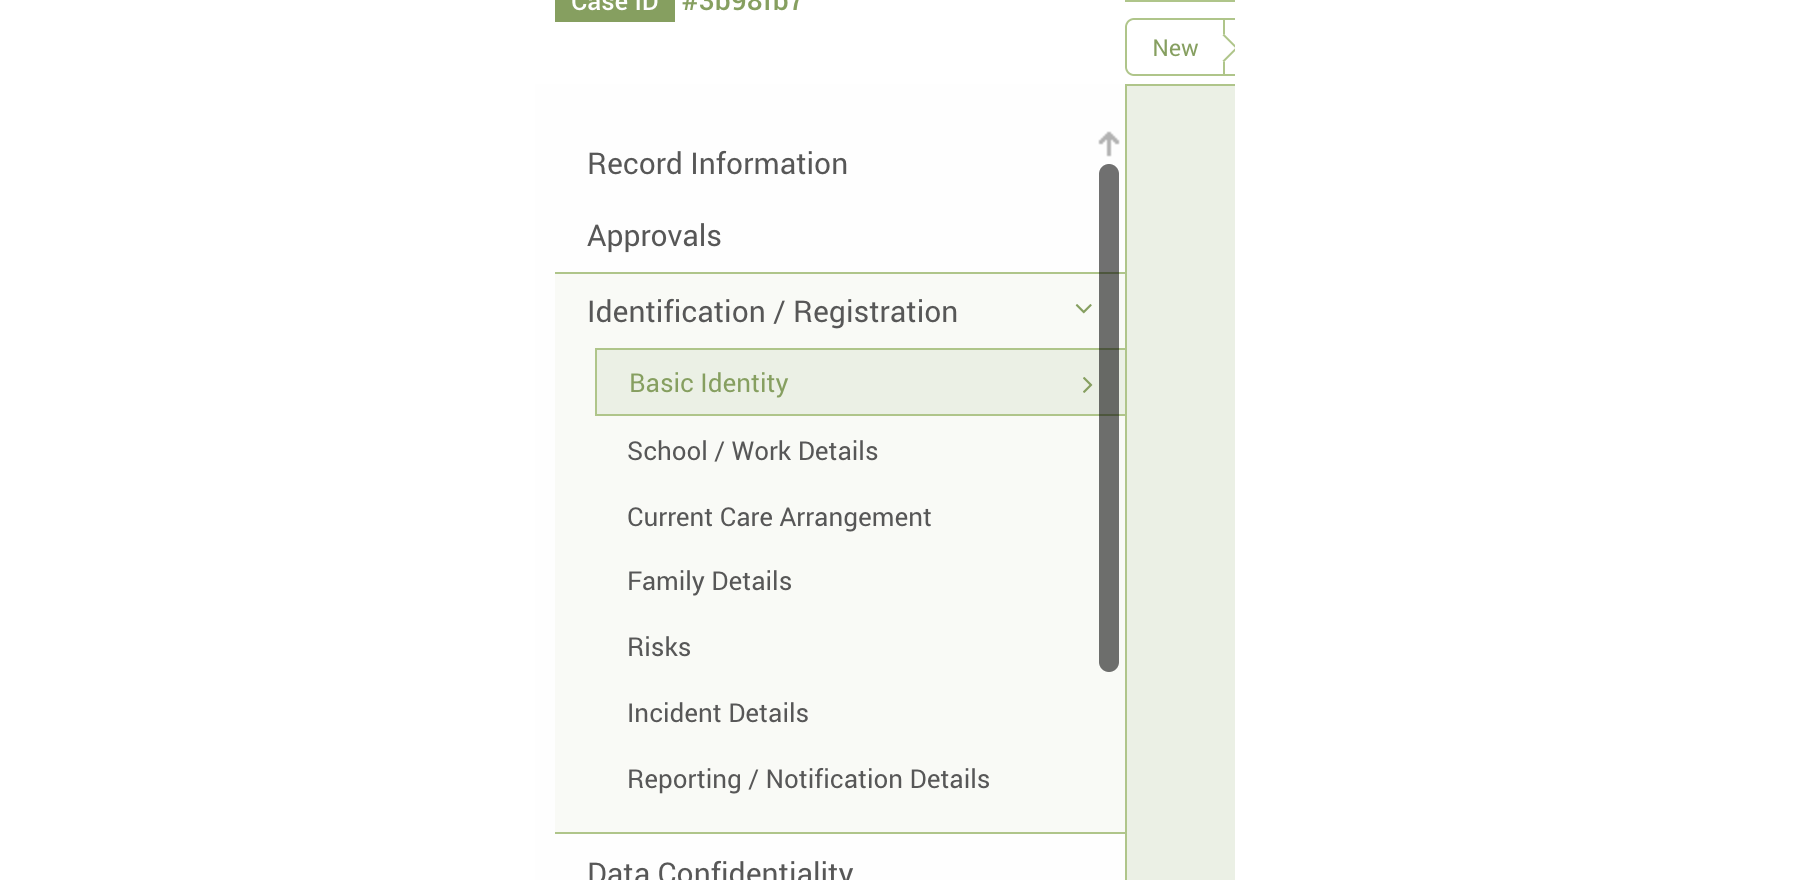 Case ID #3b98fb7
New
Record Information
Approvals
Identification / Registration
Basic Identity
School / Work Details
Current Care Arrangement
Family Details
Risks
Incident Details
Reporting / Notification Details
Data Confidentiality